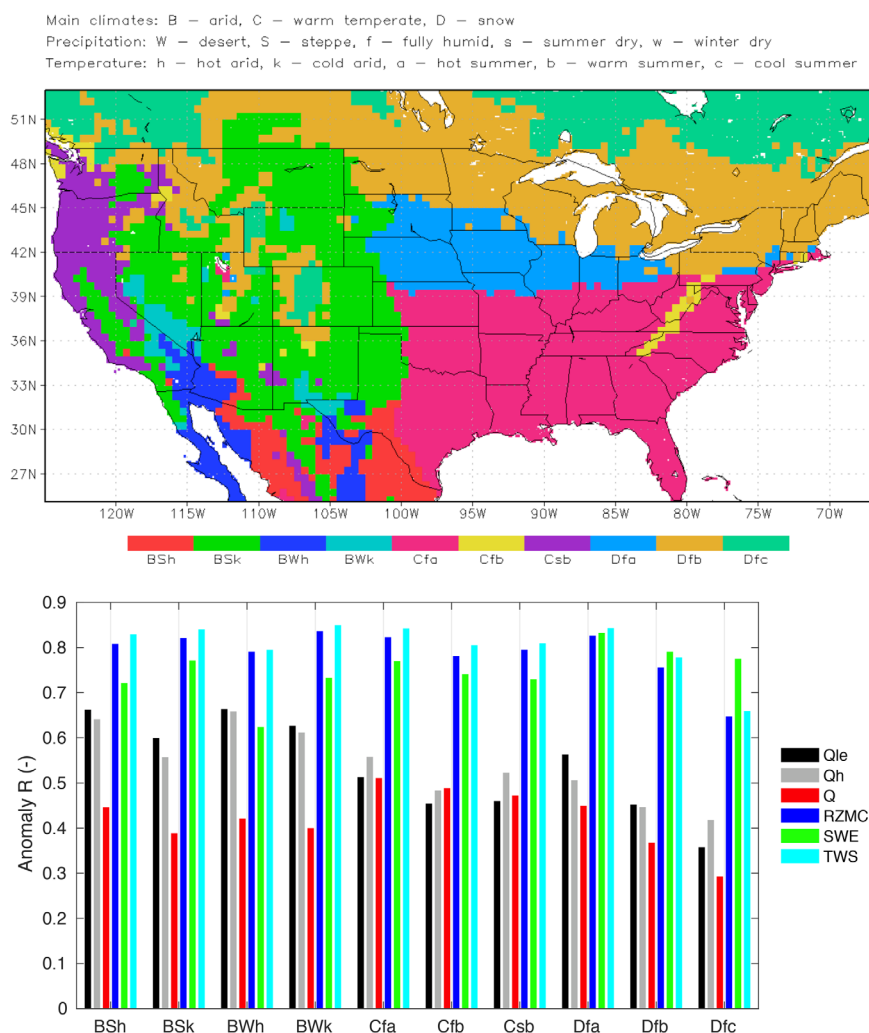 Main climates: B – arid, C – warm temperate, D – snow
Precipitation: W – desert, S – steppe, f – fully humid, s – summer dry, w – winter dry
Temperature: h – hot arid, k – cold arid, a – hot summer, b – warm summer, c – cool summer
51N
48N
45N
42N
39N
36N
33N
30N
27N
120W 115W 110W 105W 100W 95W 90W 85W 80W 75W 70W
BSh BSk BWh BWk Cfa Cfb Csb Dfa Dfb Dfc
0.9
0.8
0.7
0.6
0.5
0.4
0.3
0.2
0.1
0
Anomaly R (-)
BSh BSk BWh BWk Cfa Cfb Csb Dfa Dfb Dfc
Qle
Qh
Q
RZMC
SWE
TWS